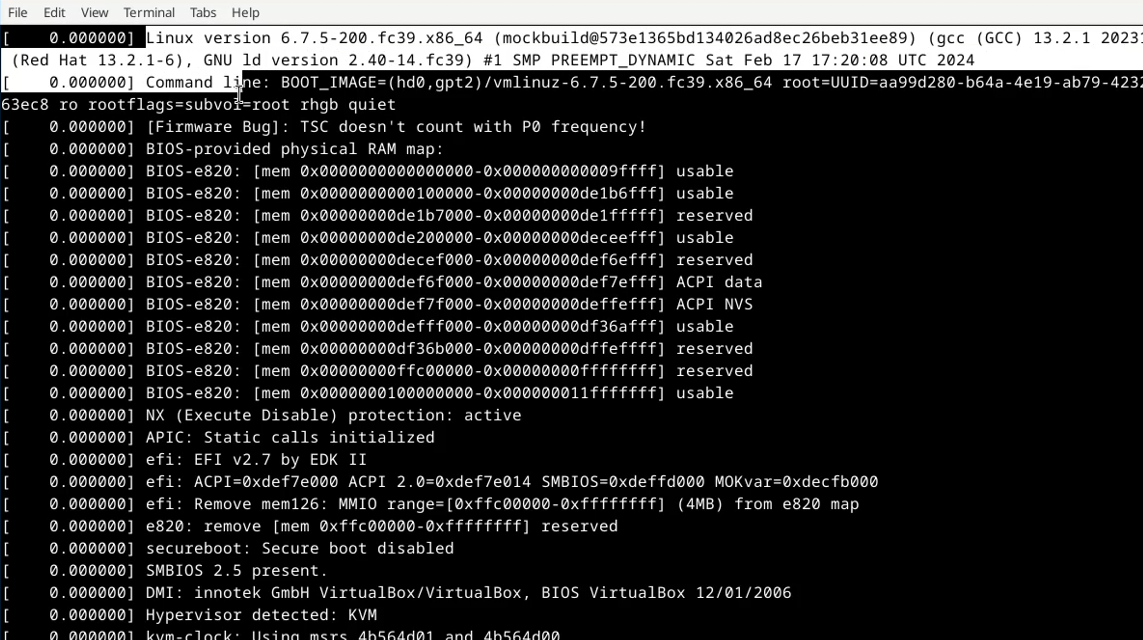 File Edit View Terminal Tabs Help
[    0.000000] Linux version 6.7.5-200.fc39.x86_64 (mockbuild@573e1365bd134026ad8ec26beb31ee89) (gcc (GCC) 13.2.1 2023
(Red Hat 13.2.1-6), GNU ld version 2.40-14.fc39) #1 SMP PREEMPT_DYNAMIC Sat Feb 17 17:20:08 UTC 2024
[    0.000000] Command line: BOOT_IMAGE=(hd0,gpt2)/vmlinuz-6.7.5-200.fc39.x86_64 root=UUID=aa99d280-b64a-4e19-ab79-4232
63ec8 ro rootflags=subvol=root rhgb quiet
[    0.000000] [Firmware Bug]: TSC doesn't count with P0 frequency!
[    0.000000] BIOS-provided physical RAM map:
[    0.000000] BIOS-e820: [mem 0x0000000000000000-0x000000000009ffff] usable
[    0.000000] BIOS-e820: [mem 0x0000000000100000-0x00000000de1b6fff] usable
[    0.000000] BIOS-e820: [mem 0x00000000de1b7000-0x00000000de1fffff] reserved
[    0.000000] BIOS-e820: [mem 0x00000000de200000-0x00000000deceefff] usable
[    0.000000] BIOS-e820: [mem 0x00000000decef000-0x00000000def6efff] reserved
[    0.000000] BIOS-e820: [mem 0x00000000def6f000-0x00000000def7efff] ACPI data
[    0.000000] BIOS-e820: [mem 0x00000000def7f000-0x00000000deffefff] ACPI NVS
[    0.000000] BIOS-e820: [mem 0x00000000defff000-0x00000000df36afff] usable
[    0.000000] BIOS-e820: [mem 0x00000000df36b000-0x00000000dffeffff] reserved
[    0.000000] BIOS-e820: [mem 0x00000000ffc00000-0x00000000ffffffff] reserved
[    0.000000] BIOS-e820: [mem 0x0000000100000000-0x000000011fffffff] usable
[    0.000000] NX (Execute Disable) protection: active
[    0.000000] APIC: Static calls initialized
[    0.000000] efi: EFI v2.7 by EDK II
[    0.000000] efi: ACPI=0xdef7e000 ACPI 2.0=0xdef7e014 SMBIOS=0xdeffd000 MOKvar=0xdecfb000
[    0.000000] efi: Remove mem126: MMIO range=[0xffc00000-0xffffffff] (4MB) from e820 map
[    0.000000] e820: remove [mem 0xffc00000-0xffffffff] reserved
[    0.000000] secureboot: Secure boot disabled
[    0.000000] SMBIOS 2.5 present.
[    0.000000] DMI: innotek GmbH VirtualBox/VirtualBox, BIOS VirtualBox 12/01/2006
[    0.000000] Hypervisor detected: KVM
[    0.000000] kvm-clock: Using msrs 4b564d01 and 4b564d00